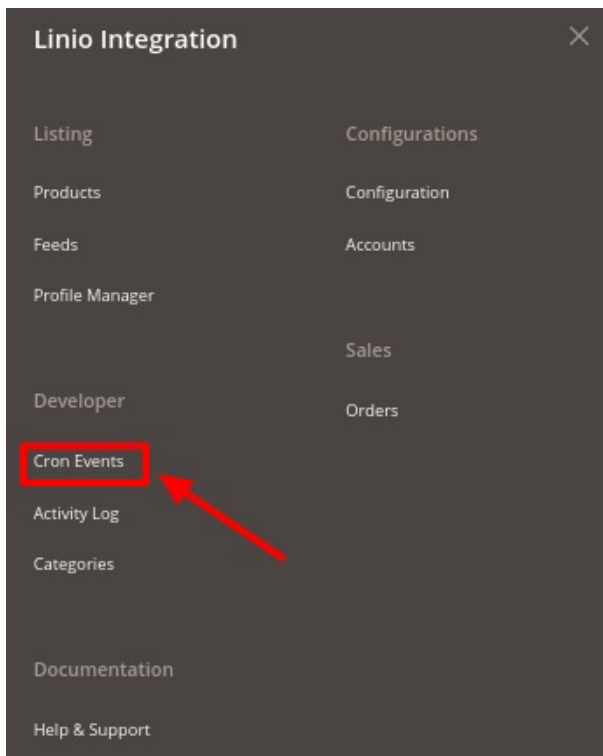 Linio Integration
Listing
Products
Feeds
Profile Manager
Developer
Cron Events
Activity Log
Categories
Documentation
Help & Support
Configurations
Configuration
Accounts
Sales
Orders